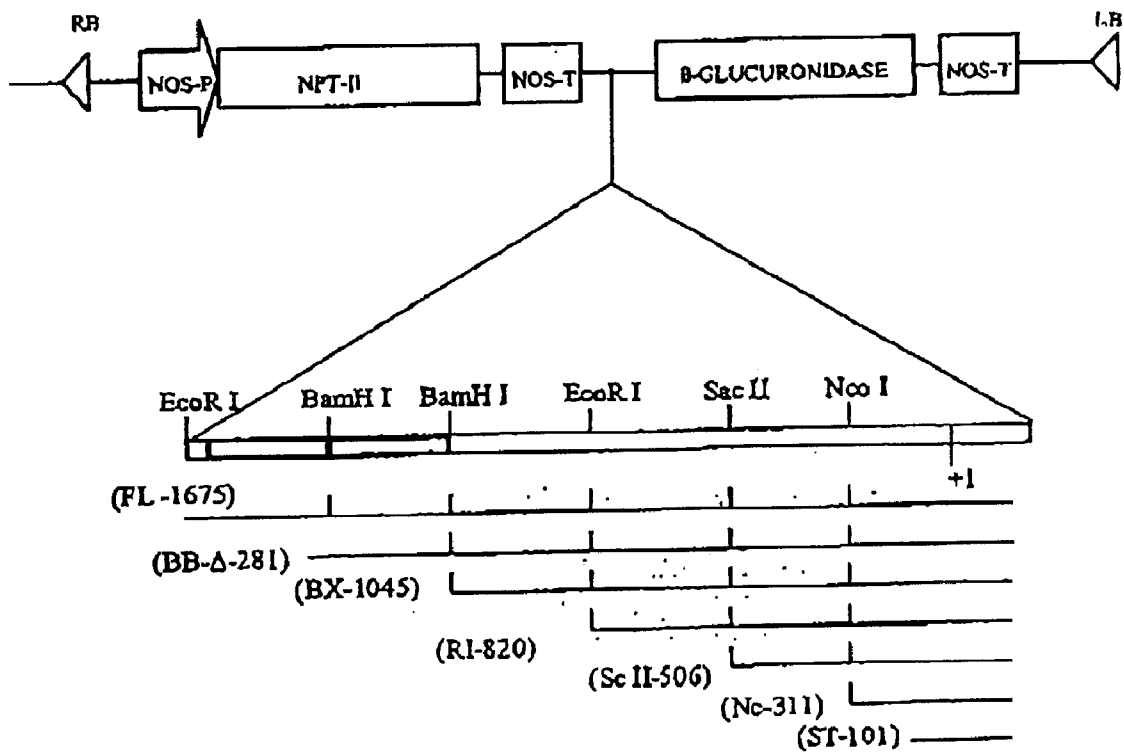 RB
LB
NOS-P
NPT-II
NOS-T
B-GLUCURONIDASE
NOS-T
EcoR I
BamH I
BamH I
EcoR I
Sac II
Nco I
+1
(FL -1675)
(BB-Δ-281)
(BX-1045)
(RI-820)
(Sc II-506)
(Nc-311)
(ST-101)